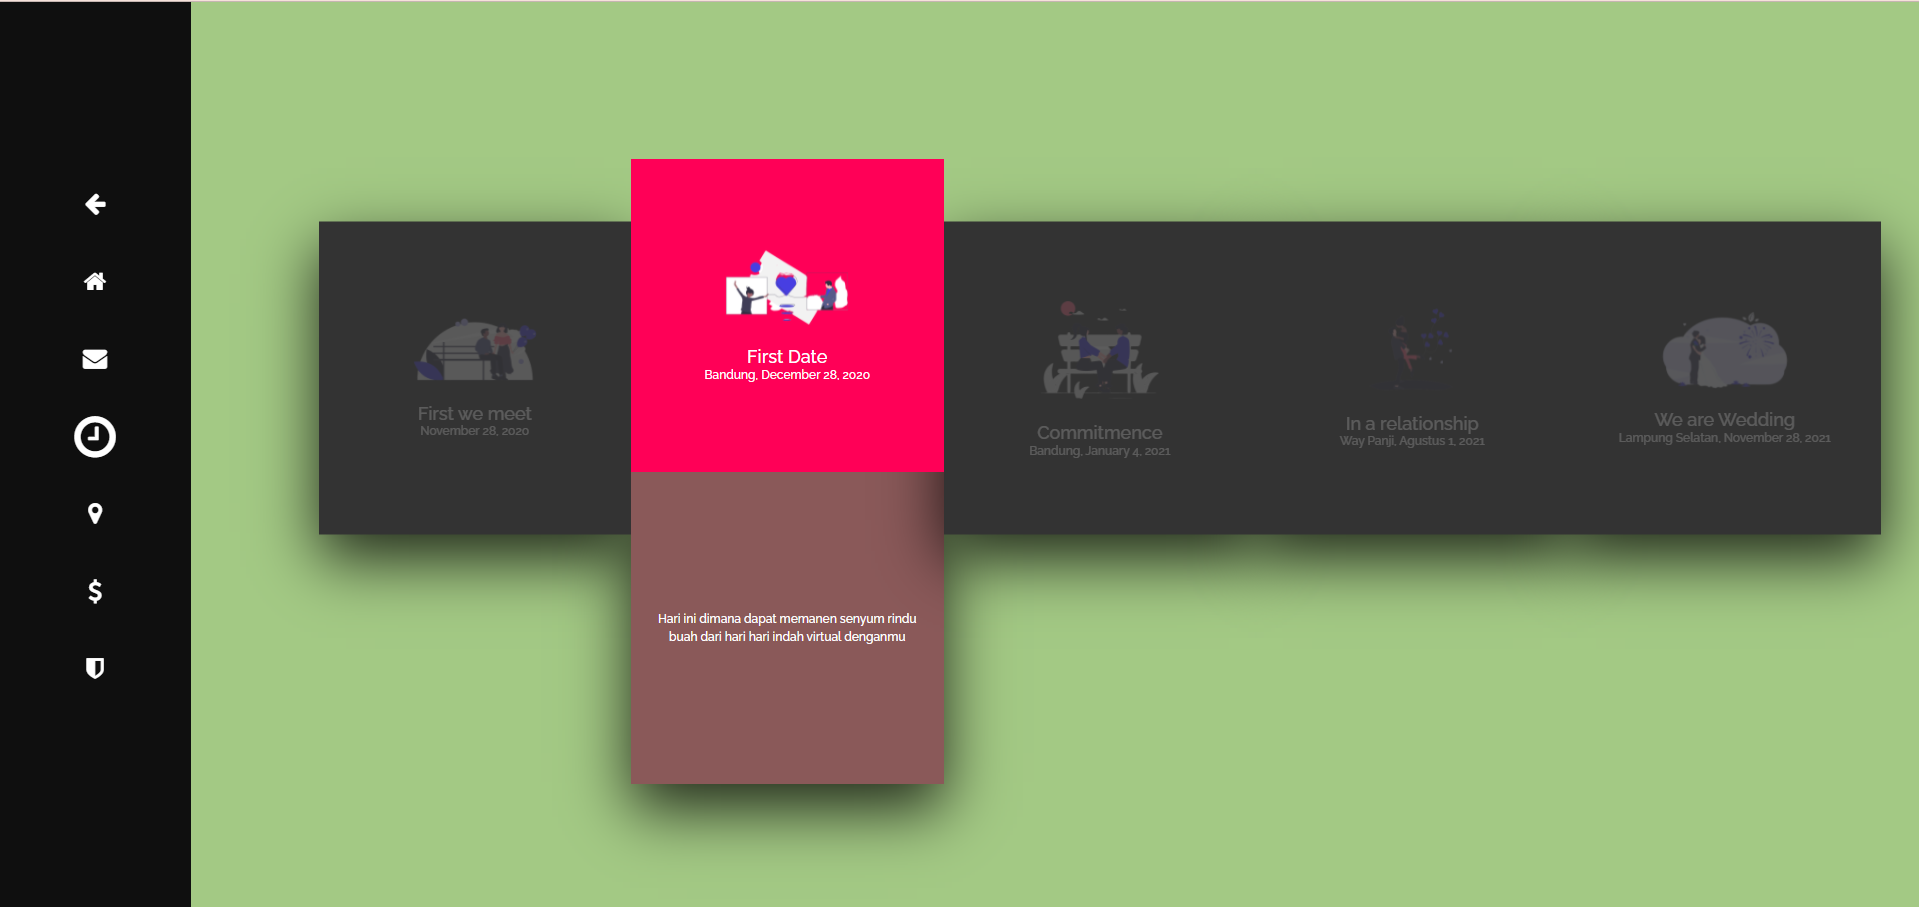 First we meet
November 28, 2020
First Date
Bandung, December 28, 2020
Hari ini dimana dapat memanen senyum rindu
buah dari hari hari indah virtual denganmu
Commitmence
Bandung, January 4, 2021
In a relationship
Way Panji, Agustus 1, 2021
We are Wedding
Lampung Selatan, November 28, 2021